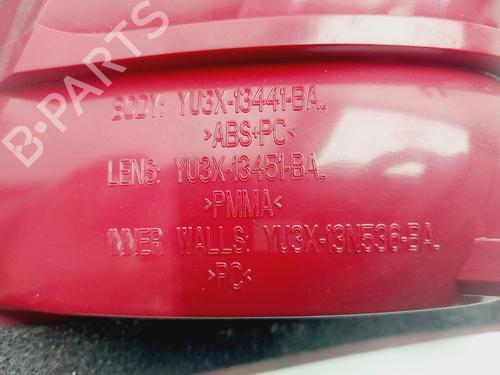 B-PARTS
BODY: YU3X-13441-BA.
>ABS+PC<
LENS: YU3X-13451-BA.
>PMMA<
INNER WALLS: YU3X-13N536-BA.
>PC<